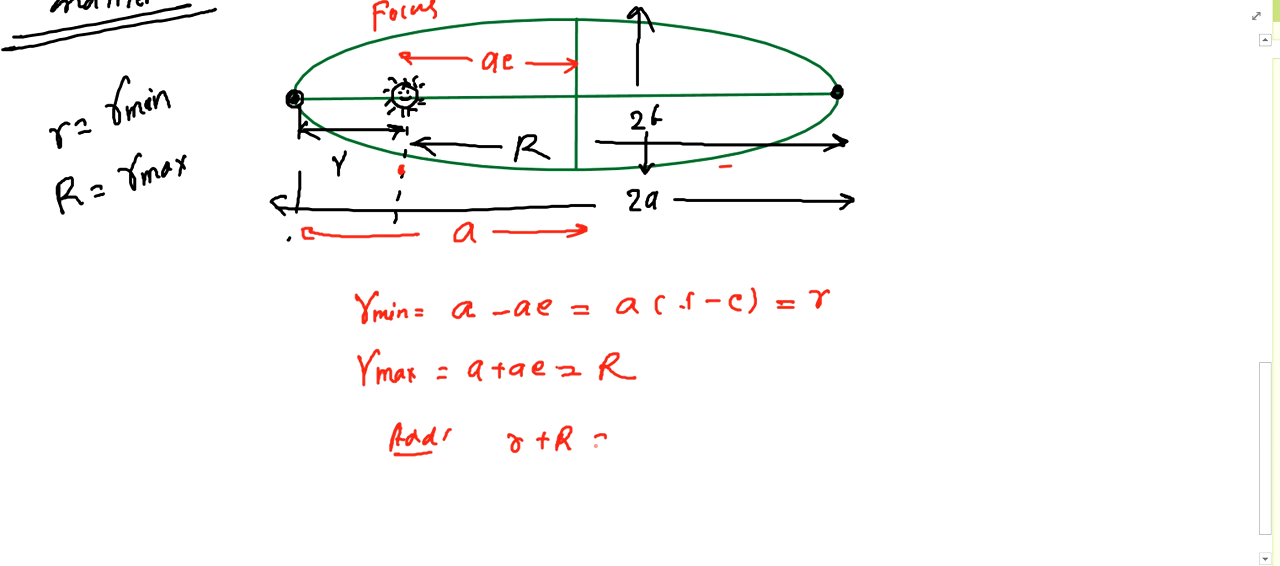 Focus
ae
r = rmin
2b
R
r
R = rmax
2a
a
rmin = a - ae = a(1-e) = r
rmax = a + ae = R
Add: r + R =